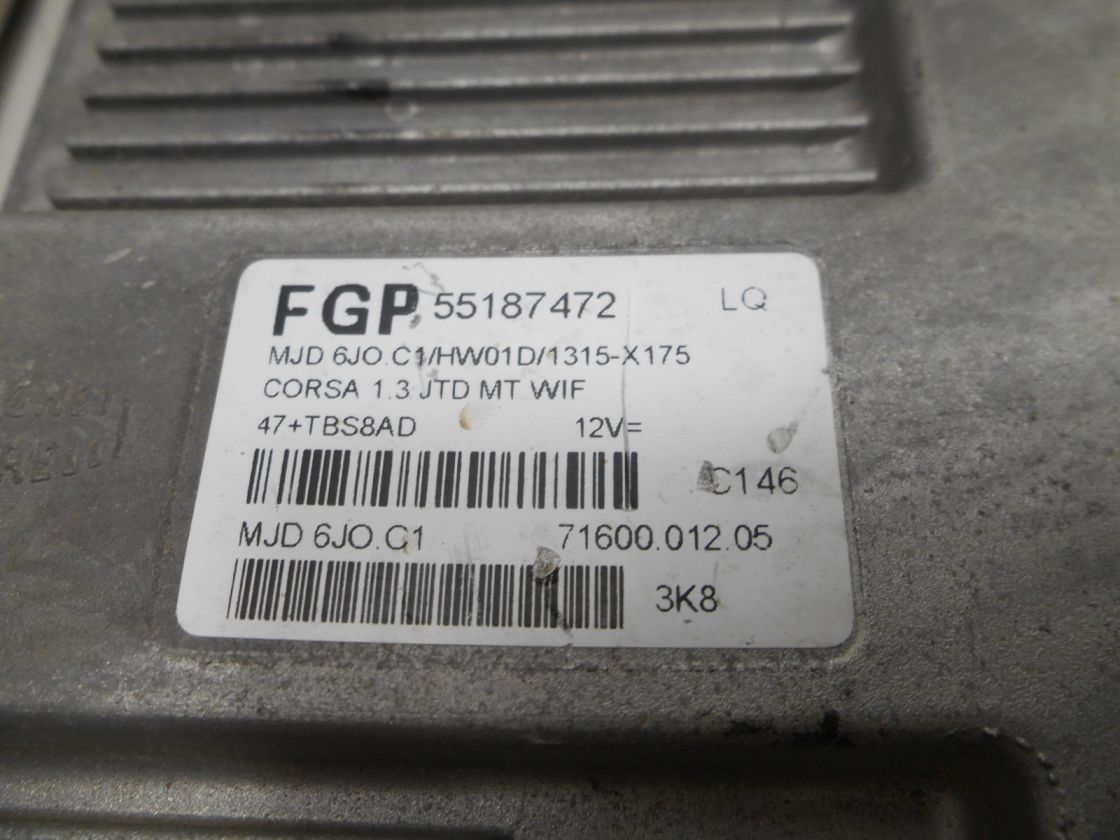 FGP 55187472 LQ
MJD 6JO.C1/HW01D/1315-X175
CORSA 1.3 JTD MT WIF
47+TBS8AD 12V=
C146
MJD 6JO.C1 71600.012.05
3K8